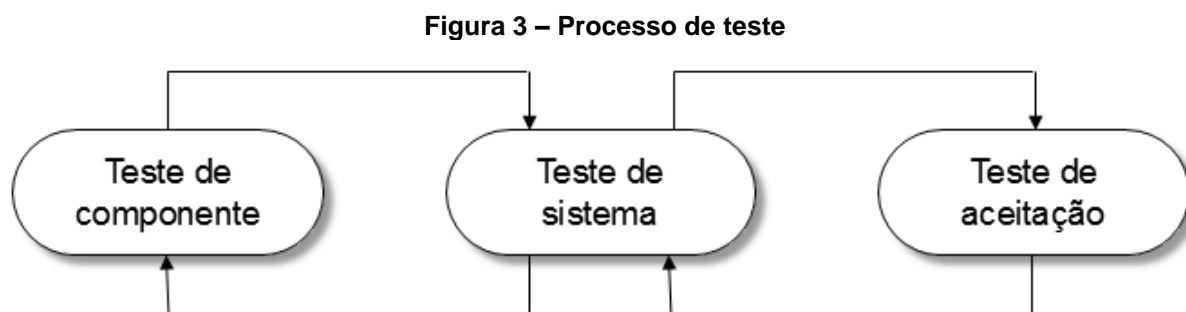 Figura 3 – Processo de teste
Teste de
componente
Teste de
sistema
Teste de
aceitação